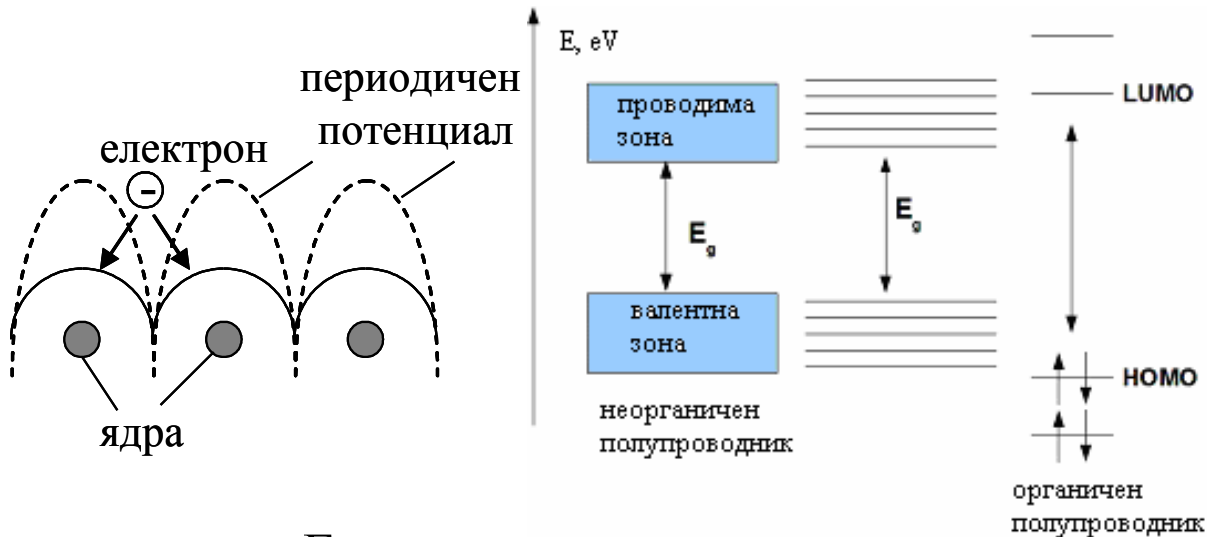 периодичен
потенциал
електрон
-
ядра
E, eV
проводима
зона
E g
валентна
зона
неорганичен
полупроводник
E g
LUMO
HOMO
органичен
полупроводник